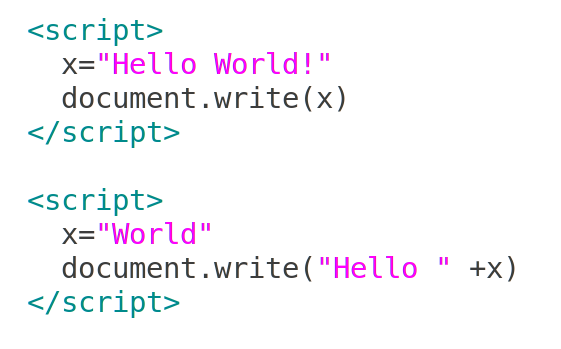 <script>
  x="Hello World!"
  document.write(x)
</script>

<script>
  x="World"
  document.write("Hello " +x)
</script>